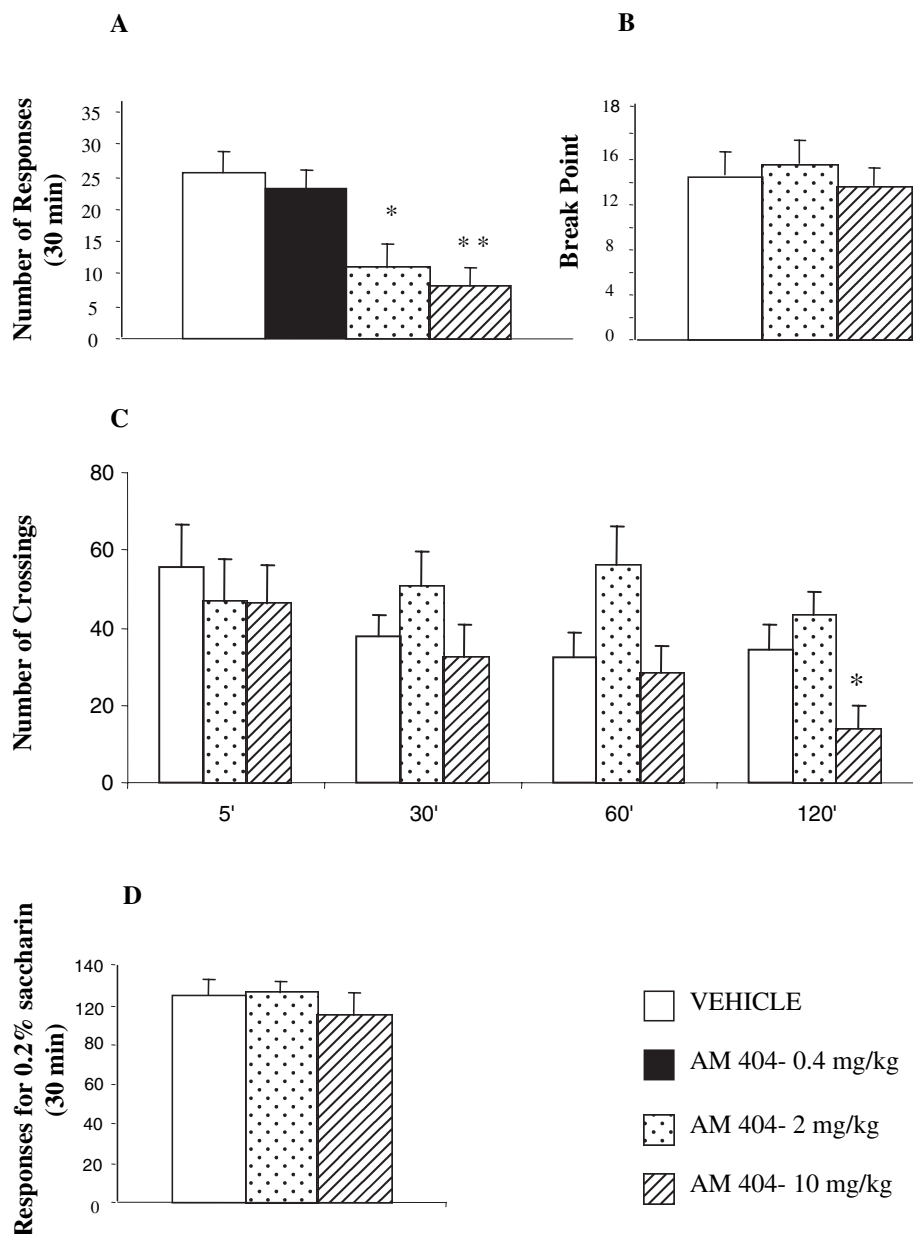 A
B
Number of Responses
(30 min)
35
30
25
20
15
10
5
0
*
* *
Break Point
18
16
12
8
4
0
C
Number of Crossings
80
60
40
20
0
*
5'
30'
60'
120'
D
Responses for 0.2% saccharin
(30 min)
140
120
80
60
40
20
0
VEHICLE
AM 404- 0.4 mg/kg
AM 404- 2 mg/kg
AM 404- 10 mg/kg